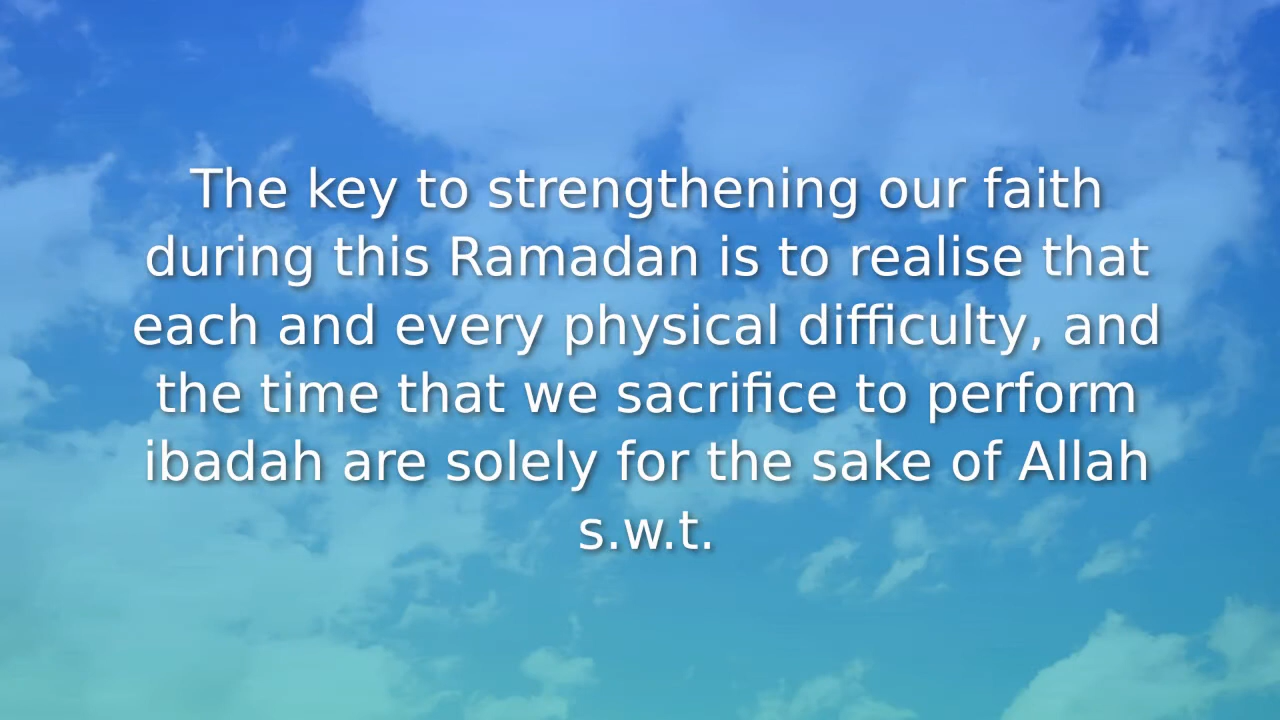 The key to strengthening our faith
during this Ramadan is to realise that
each and every physical difficulty, and
the time that we sacrifice to perform
ibadah are solely for the sake of Allah
s.w.t.